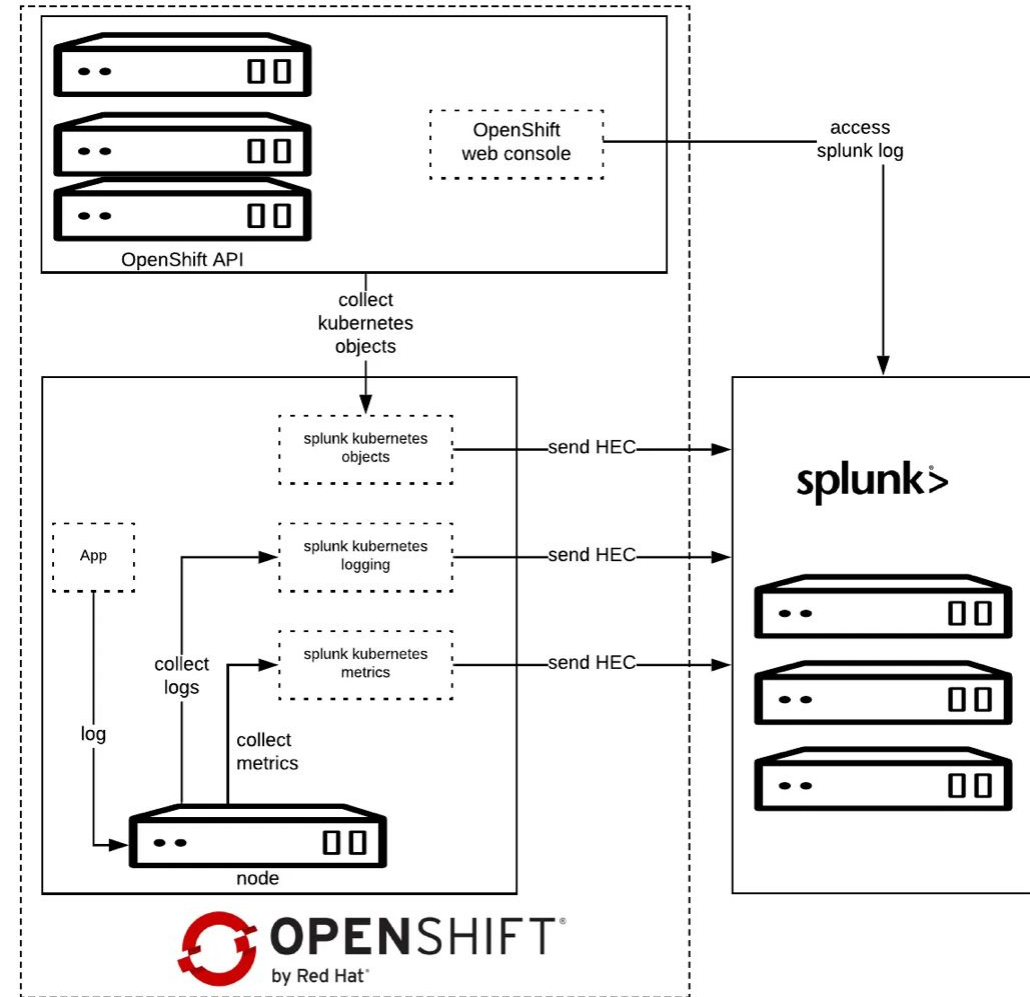 OpenShift
web console
access
splunk log
OpenShift API
collect
kubernetes
objects
splunk kubernetes
objects
send HEC
splunk>
App
splunk kubernetes
logging
send HEC
splunk kubernetes
metrics
send HEC
collect
logs
log
collect
metrics
node
OPENSHIFT®
by Red Hat®